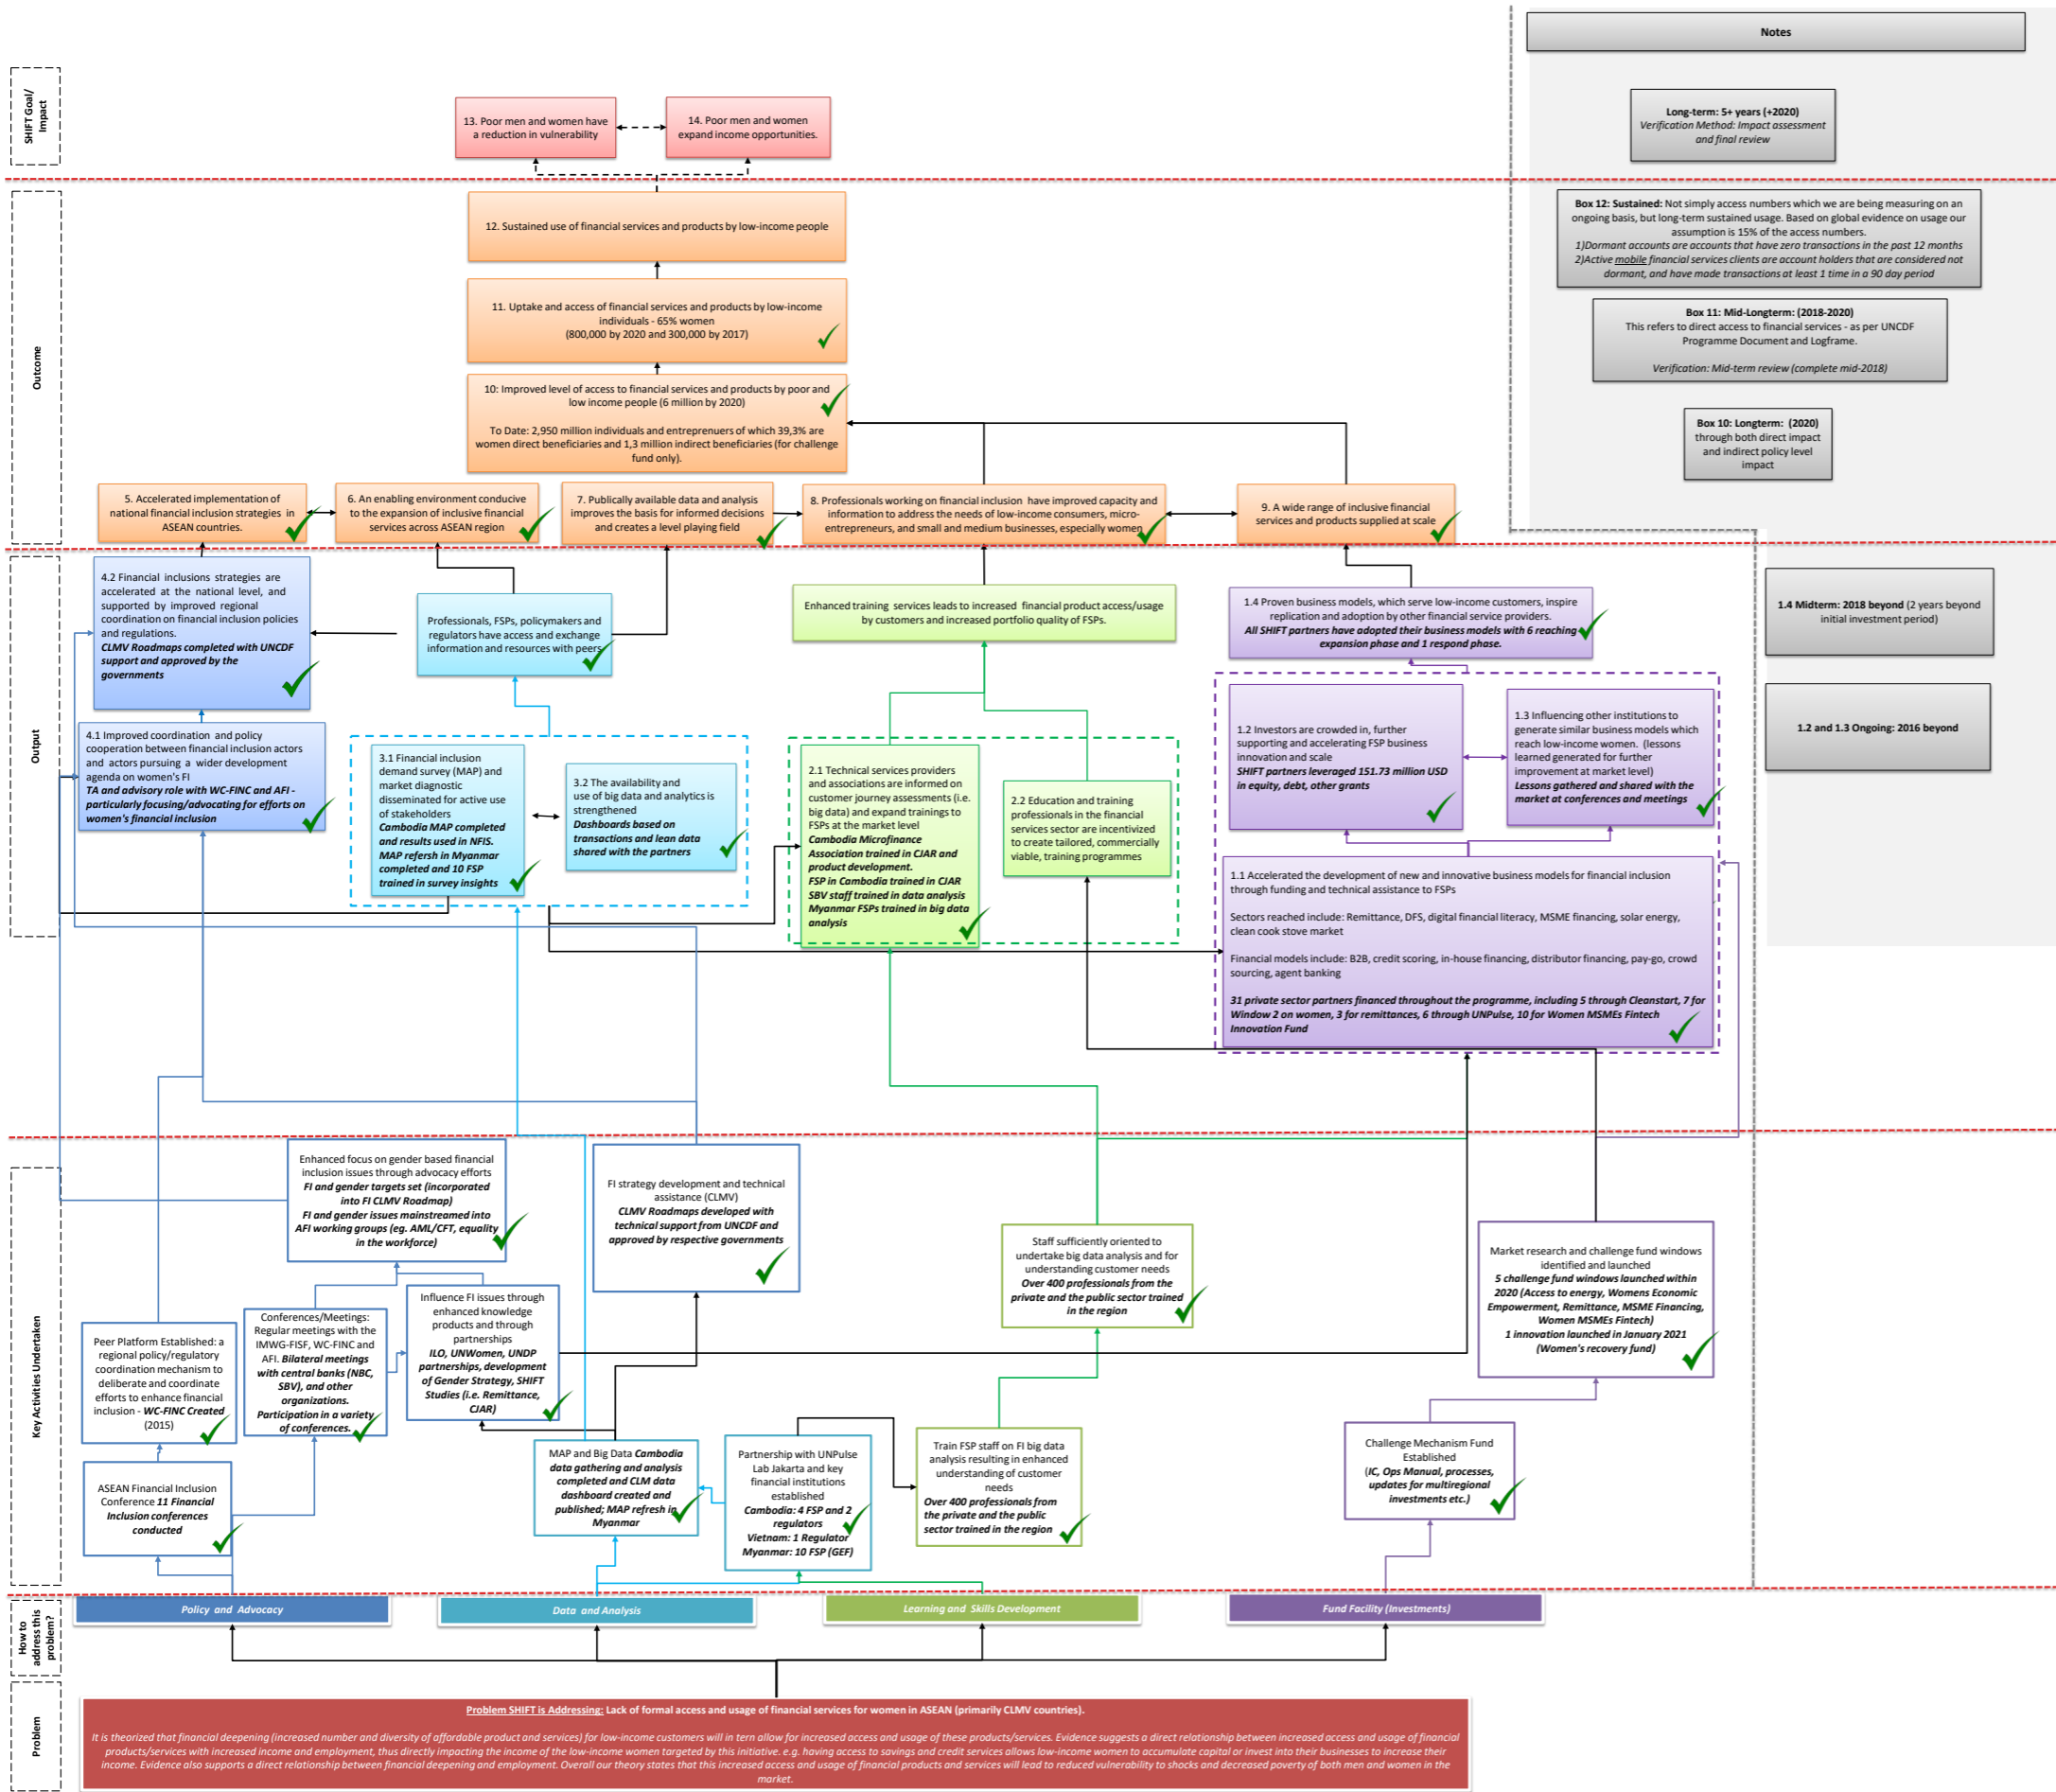 Notes
SHIFT Goal/
Impact
13. Poor men and women have
a reduction in vulnerability
14. Poor men and women
expand income opportunities.
Long-term: 5+ years (+2020)
Verification Method: Impact assessment
and final review
Outcome
12. Sustained use of financial services and products by low-income people
Box 12: Sustained: Not simply access numbers which we are being measuring on an
ongoing basis, but long-term sustained usage. Based on global evidence on usage our
assumption is 15% of the access numbers.
1)Dormant accounts are accounts that have zero transactions in the past 12 months
2)Active mobile financial services clients are account holders that are considered not
dormant, and have made transactions at least 1 time in a 90 day period
11. Uptake and access of financial services and products by low-income
individuals - 65% women
(800,000 by 2020 and 300,000 by 2017)
Box 11: Mid-Longterm: (2018-2020)
This refers to direct access to financial services - as per UNCDF
Programme Document and Logframe.
Verification: Mid-term review (complete mid-2018)
10: Improved level of access to financial services and products by poor and
low income people (6 million by 2020)
To Date: 2,950 million individuals and entreprenuers of which 39,3% are
women direct beneficiaries and 1,3 million indirect beneficiaries (for challenge
fund only).
Box 10: Longterm: (2020)
through both direct impact
and indirect policy level
impact
5. Accelerated implementation of
national financial inclusion strategies in
ASEAN countries.
6. An enabling environment conducive
to the expansion of inclusive financial
services across ASEAN region
7. Publically available data and analysis
improves the basis for informed decisions
and creates a level playing field
8. Professionals working on financial inclusion have improved capacity and
information to address the needs of low-income consumers, micro-
entrepreneurs, and small and medium businesses, especially women
9. A wide range of inclusive financial
services and products supplied at scale
Output
4.2 Financial inclusions strategies are
accelerated at the national level, and
supported by improved regional
coordination on financial inclusion policies
and regulations.
CLMV Roadmaps completed with UNCDF
support and approved by the
governments
Professionals, FSPs, policymakers and
regulators have access and exchange
information and resources with peers
Enhanced training services leads to increased financial product access/usage
by customers and increased portfolio quality of FSPs.
1.4 Proven business models, which serve low-income customers, inspire
replication and adoption by other financial service providers.
All SHIFT partners have adopted their business models with 6 reaching
expansion phase and 1 respond phase.
1.4 Midterm: 2018 beyond (2 years beyond
initial investment period)
4.1 Improved coordination and policy
cooperation between financial inclusion actors
and actors pursuing a wider development
agenda on women's FI
TA and advisory role with WC-FINC and AFI -
particularly focusing/advocating for efforts on
women's financial inclusion
3.1 Financial inclusion
demand survey (MAP) and
market diagnostic
disseminated for active use
of stakeholders
Cambodia MAP completed
and results used in NFIS.
MAP refersh in Myanmar
completed and 10 FSP
trained in survey insights
3.2 The availability and
use of big data and analytics is
strengthened
Dashboards based on
transactions and lean data
shared with the partners
2.1 Technical services providers
and associations are informed on
customer journey assessments (i.e.
big data) and expand trainings to
FSPs at the market level
Cambodia Microfinance
Association trained in CJAR and
product development.
FSP in Cambodia trained in CJAR
SBV staff trained in data analysis
Myanmar FSPs trained in big data
analysis
2.2 Education and training
professionals in the financial
services sector are incentivized
to create tailored, commercially
viable, training programmes
1.2 Investors are crowded in, further
supporting and accelerating FSP business
innovation and scale
SHIFT partners leveraged 151.73 million USD
in equity, debt, other grants
1.3 Influencing other institutions to
generate similar business models which
reach low-income women. (lessons
learned generated for further
improvement at market level)
Lessons gathered and shared with the
market at conferences and meetings
1.2 and 1.3 Ongoing: 2016 beyond
1.1 Accelerated the development of new and innovative business models for financial inclusion
through funding and technical assistance to FSPs
Sectors reached include: Remittance, DFS, digital financial literacy, MSME financing, solar energy,
clean cook stove market
Financial models include: B2B, credit scoring, in-house financing, distributor financing, pay-go, crowd
sourcing, agent banking
31 private sector partners financed throughout the programme, including 5 through Cleanstart, 7 for
Window 2 on women, 3 for remittances, 6 through UNPulse, 10 for Women MSMEs Fintech
Innovation Fund
Key Activities Undertaken
Enhanced focus on gender based financial
inclusion issues through advocacy efforts
FI and gender targets set (incorporated
into FI CLMV Roadmap)
FI and gender issues mainstreamed into
AFI working groups (eg. AML/CFT, equality
in the workforce)
FI strategy development and technical
assistance (CLMV)
CLMV Roadmaps developed with
technical support from UNCDF and
approved by respective governments
Staff sufficiently oriented to
undertake big data analysis and for
understanding customer needs
Over 400 professionals from the
private and the public sector trained
in the region
Market research and challenge fund windows
identified and launched
5 challenge fund windows launched within
2020 (Access to energy, Womens Economic
Empowerment, Remittance, MSME Financing,
Women MSMEs Fintech)
1 innovation launched in January 2021
(Women's recovery fund)
Peer Platform Established: a
regional policy/regulatory
coordination mechanism to
deliberate and coordinate
efforts to enhance financial
inclusion - WC-FINC Created
(2015)
Conferences/Meetings:
Regular meetings with the
IMWG-FISF, WC-FINC and
AFI. Bilateral meetings
with central banks (NBC,
SBV), and other
organizations.
Participation in a variety
of conferences.
Influence FI issues through
enhanced knowledge
products and through
partnerships
ILO, UNWomen, UNDP
partnerships, development
of Gender Strategy, SHIFT
Studies (i.e. Remittance,
CJAR)
ASEAN Financial Inclusion
Conference 11 Financial
Inclusion conferences
conducted
MAP and Big Data Cambodia
data gathering and analysis
completed and CLM data
dashboard created and
published; MAP refresh in
Myanmar
Partnership with UNPulse
Lab Jakarta and key
financial institutions
established
Cambodia: 4 FSP and 2
regulators
Vietnam: 1 Regulator
Myanmar: 10 FSP (GEF)
Train FSP staff on FI big data
analysis resulting in enhanced
understanding of customer
needs
Over 400 professionals from
the private and the public
sector trained in the region
Challenge Mechanism Fund
Established
(IC, Ops Manual, processes,
updates for multiregional
investments etc.)
How to
address this
problem?
Policy and Advocacy
Data and Analysis
Learning and Skills Development
Fund Facility (Investments)
Problem
Problem SHIFT is Addressing: Lack of formal access and usage of financial services for women in ASEAN (primarily CLMV countries).
It is theorized that financial deepening (increased number and diversity of affordable product and services) for low-income customers will in tern allow for increased access and usage of these products/services. Evidence suggests a direct relationship between increased access and usage of financial
products/services with increased income and employment, thus directly impacting the income of the low-income women targeted by this initiative. e.g. having access to savings and credit services allows low-income women to accumulate capital or invest into their businesses to increase their
income. Evidence also supports a direct relationship between financial deepening and employment. Overall our theory states that this increased access and usage of financial products and services will lead to reduced vulnerability to shocks and decreased poverty of both men and women in the
market.